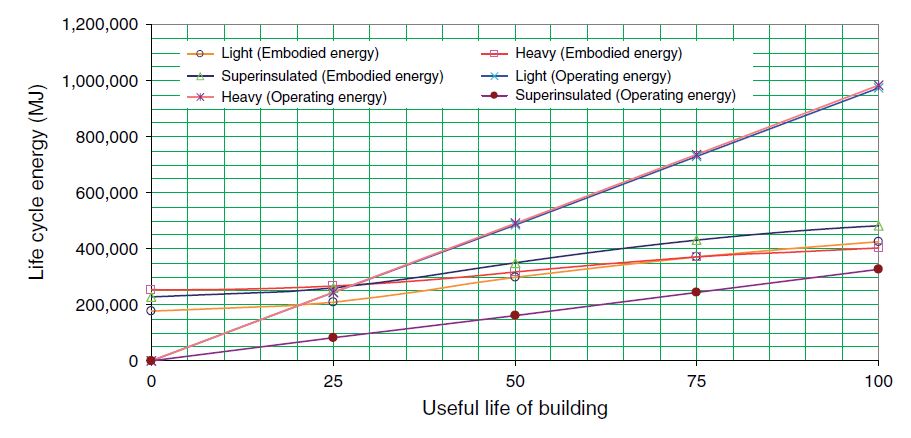 1,200,000
1,000,000
800,000
600,000
400,000
200,000
0
Life cycle energy (MJ)
Light (Embodied energy)
Heavy (Embodied energy)
Superinsulated (Embodied energy)
Light (Operating energy)
Heavy (Operating energy)
Superinsulated (Operating energy)
0 25 50 75 100
Useful life of building